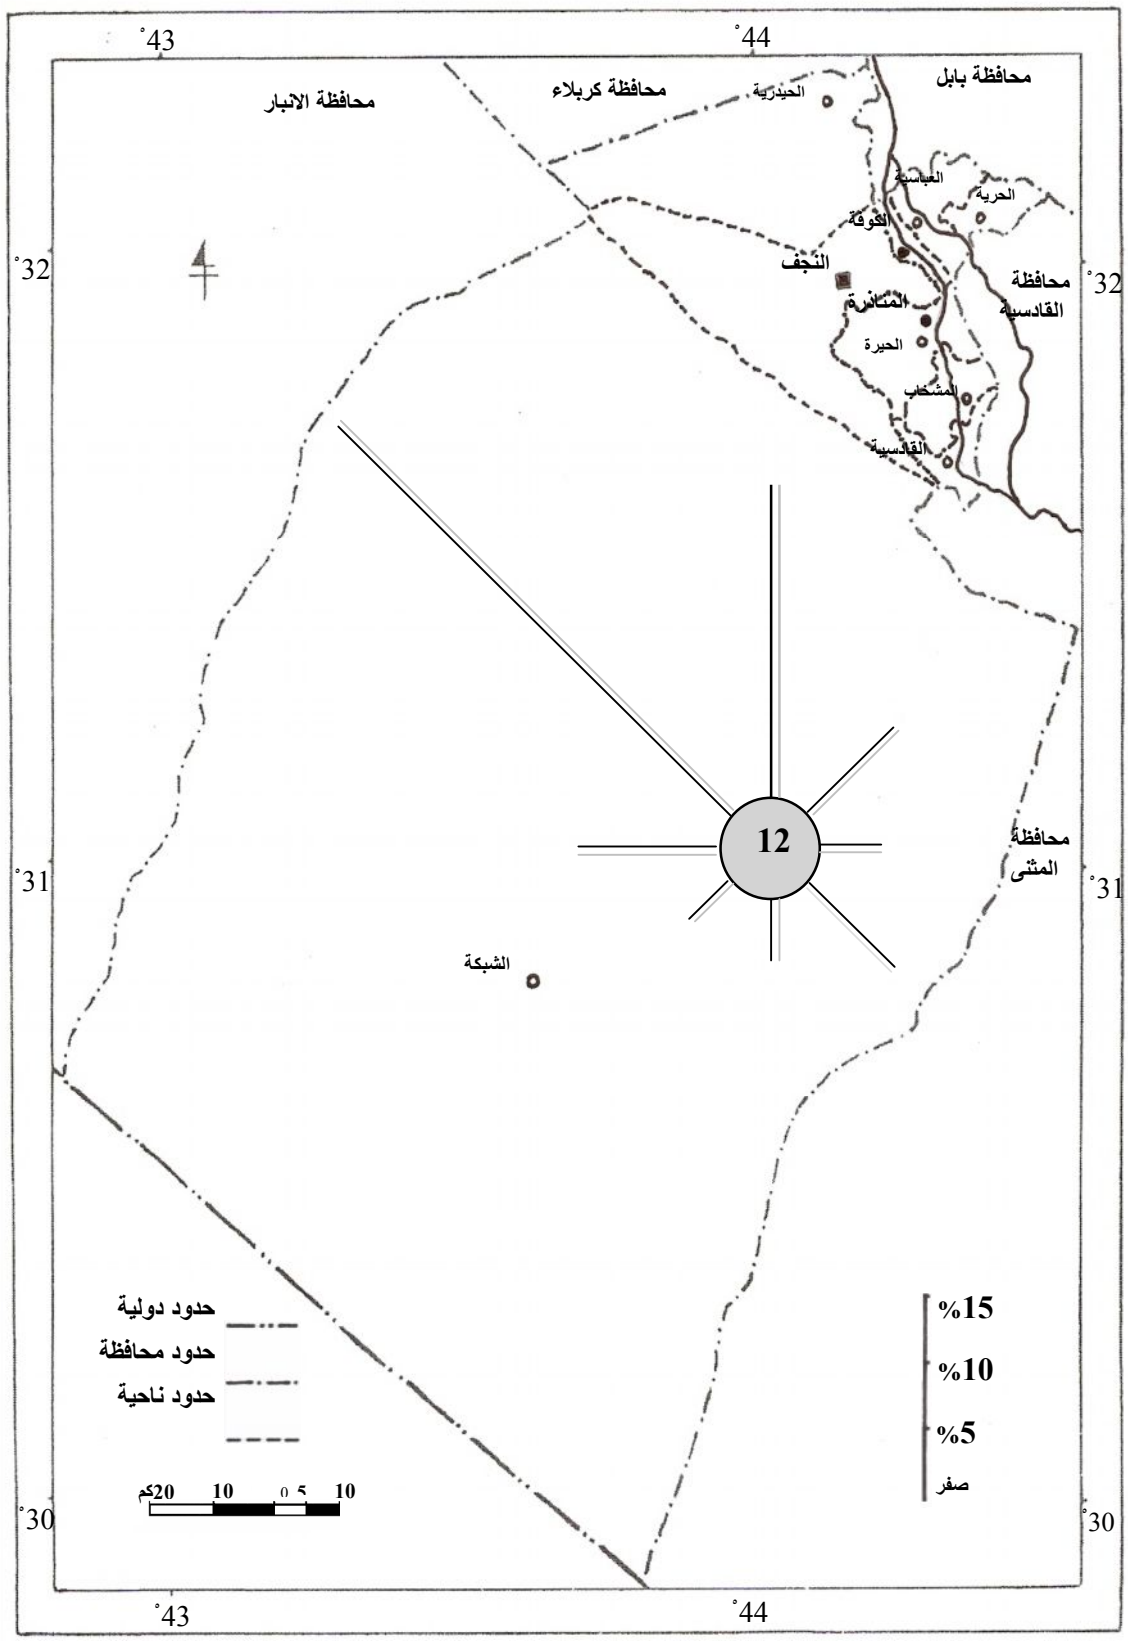 ˚43
˚44
محافظة بابل
محافظة كربلاء
محافظة الانبار
الحيدرية
العباسية
الحرية
الكوفة
النجف
˚32
˚32
محافظة
القادسية
المناذرة
الحيرة
المشخاب
القادسية
12
محافظة
المثنى
˚31
˚31
الشبكة
حدود دولية
حدود محافظة
حدود ناحية
%15
%10
%5
صفر
كم20 10 0 5 10
˚30
˚30
˚43
˚44